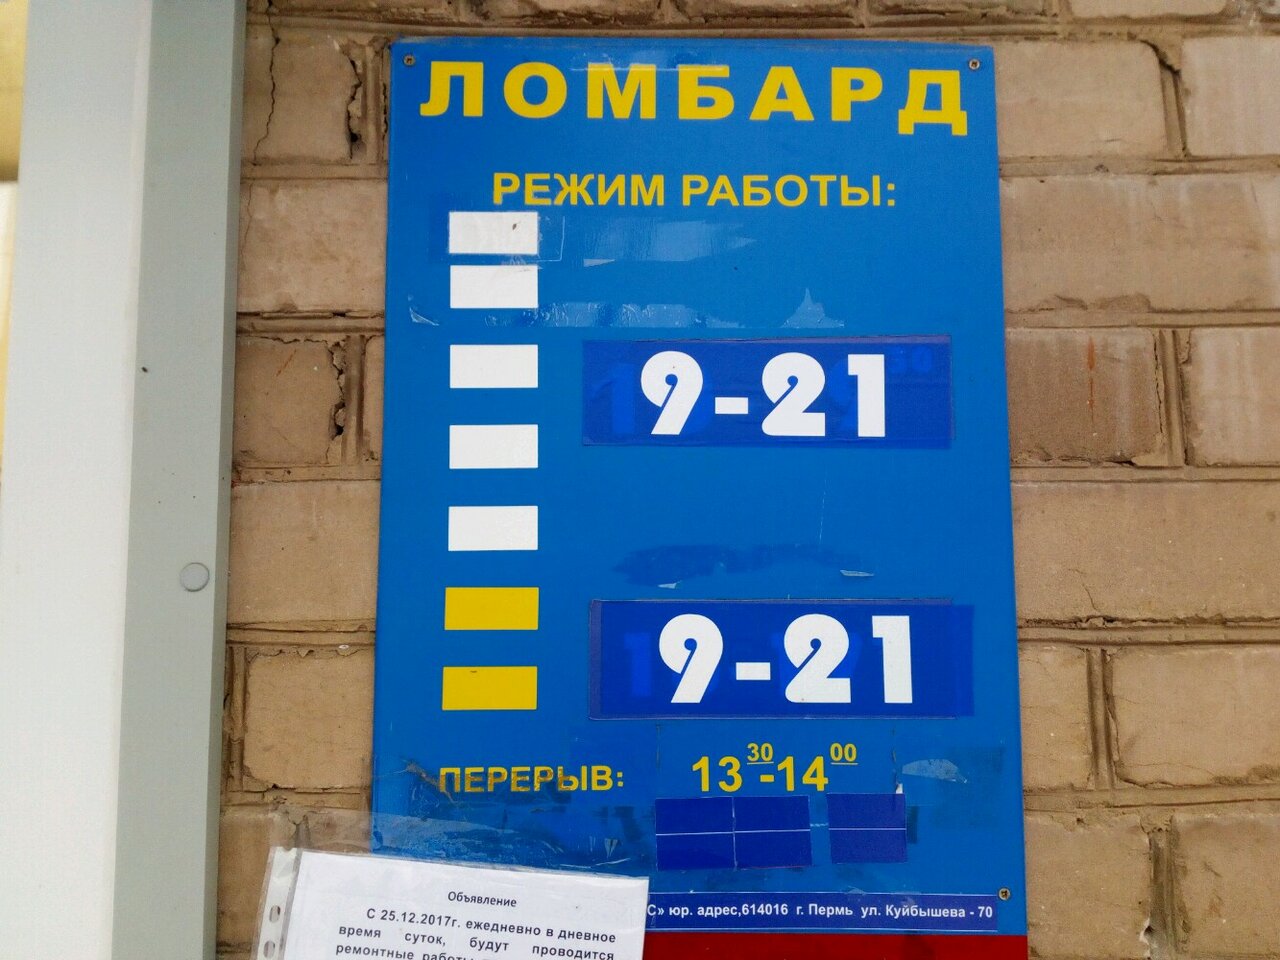 ЛОМБАРД
РЕЖИМ РАБОТЫ:
9-21
9-21
ПЕРЕРЫВ: 13 30 -14 00
С» юр. адрес,614016 г. Пермь ул. Куйбышева - 70
Объявление
С 25.12.2017г. ежедневно в дневное
время суток, будут проводится
ремонтные